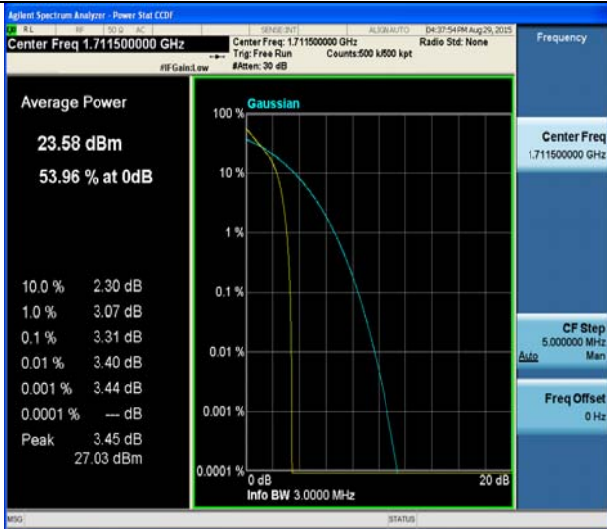 Agilent Spectrum Analyzer - Power Stat CCDF
RL RF 50 Ω AC SENSE:INT ALIGN AUTO 04:37:54 PM Aug 29, 2015
Center Freq 1.711500000 GHz
Center Freq: 1.711500000 GHz Radio Std: None
Trig: Free Run Counts:500 k/500 kpt
#IFGain:Low #Atten: 30 dB
Frequency
Average Power
23.58 dBm
53.96 % at 0dB
10.0 % 2.30 dB
1.0 % 3.07 dB
0.1 % 3.31 dB
0.01 % 3.40 dB
0.001 % 3.44 dB
0.0001 % --- dB
Peak 3.45 dB
27.03 dBm
Gaussian
100 %
10 %
1 %
0.1 %
0.01 %
0.001 %
0.0001 %
0 dB 20 dB
Info BW 3.0000 MHz
Center Freq
1.711500000 GHz
CF Step
5.000000 MHz
Auto Man
Freq Offset
0 Hz
MSG STATUS